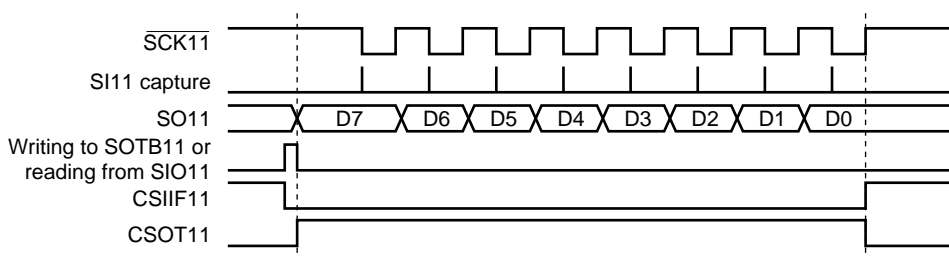 SCK11
SI11 capture
SO11
D7 D6 D5 D4 D3 D2 D1 D0
Writing to SOTB11 or
reading from SIO11
CSIIF11
CSOT11